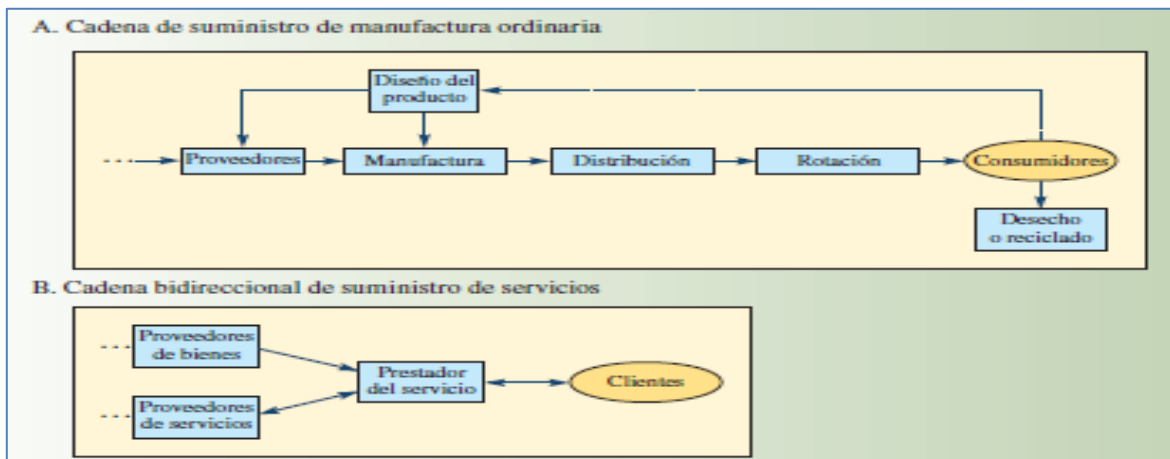 A. Cadena de suministro de manufactura ordinaria
Diseño del
producto
Proveedores
Manufactura
Distribución
Rotación
Consumidores
Desecho
o reciclado
B. Cadena bidireccional de suministro de servicios
Proveedores
de bienes
Prestador
del servicio
Clientes
Proveedores
de servicios